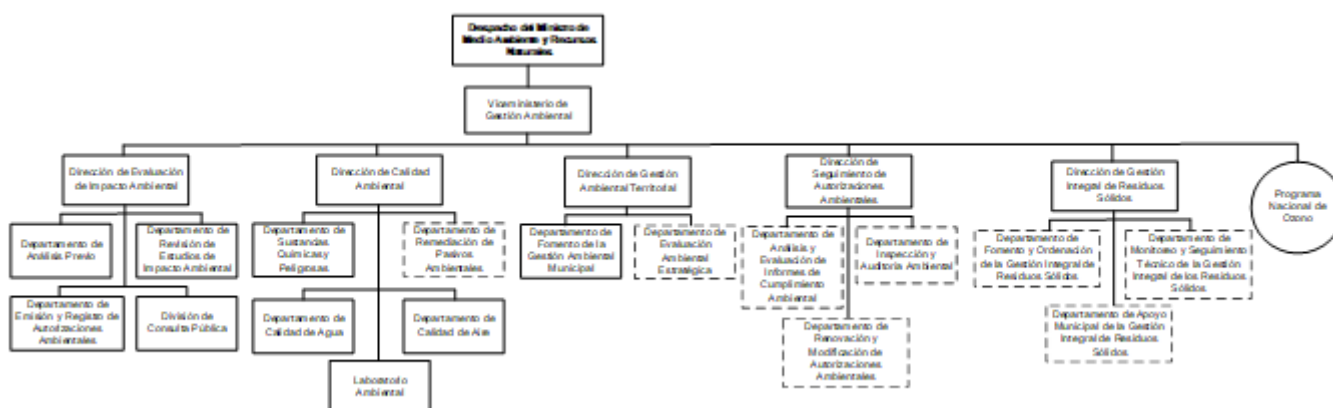 Despacho del Ministro de
Medio Ambiente y Recursos
Naturales
Viceministerio de
Gestión Ambiental
Dirección de Evaluación
de Impacto Ambiental
Dirección de Calidad
Ambiental
Dirección de Gestión
Ambiental Territorial
Dirección de
Seguimiento de
Autorizaciones
Ambientales
Dirección de Gestión
Integral de Residuos
Sólidos
Programa
Nacional de
Ozono
Departamento de
Análisis Previo
Departamento de
Revisión de
Estudios de
Impacto Ambiental
Departamento de
Emisión y Registro de
Autorizaciones
Ambientales
División de
Consulta Pública
Departamento de
Sustancias
Químicas y
Peligrosas
Departamento de
Remediación de
Pasivos
Ambientales
Departamento de
Calidad de Agua
Departamento de
Calidad de Aire
Laboratorio
Ambiental
Departamento de
Fomento de la
Gestión Ambiental
Municipal
Departamento
de Evaluación
Ambiental
Estratégica
Departamento de
Análisis y
Evaluación de
Informes de
Cumplimiento
Ambiental
Departamento de
Inspección y
Auditoría Ambiental
Departamento de
Renovación y
Modificación de
Autorizaciones
Ambientales
Departamento de
Fomento y Ordenación
de la Gestión Integral de
Residuos Sólidos
Departamento de
Monitoreo y Seguimiento
Técnico de la Gestión
Integral de los Residuos
Sólidos
Departamento de Apoyo
Municipal de la Gestión
Integral de Residuos
Sólidos